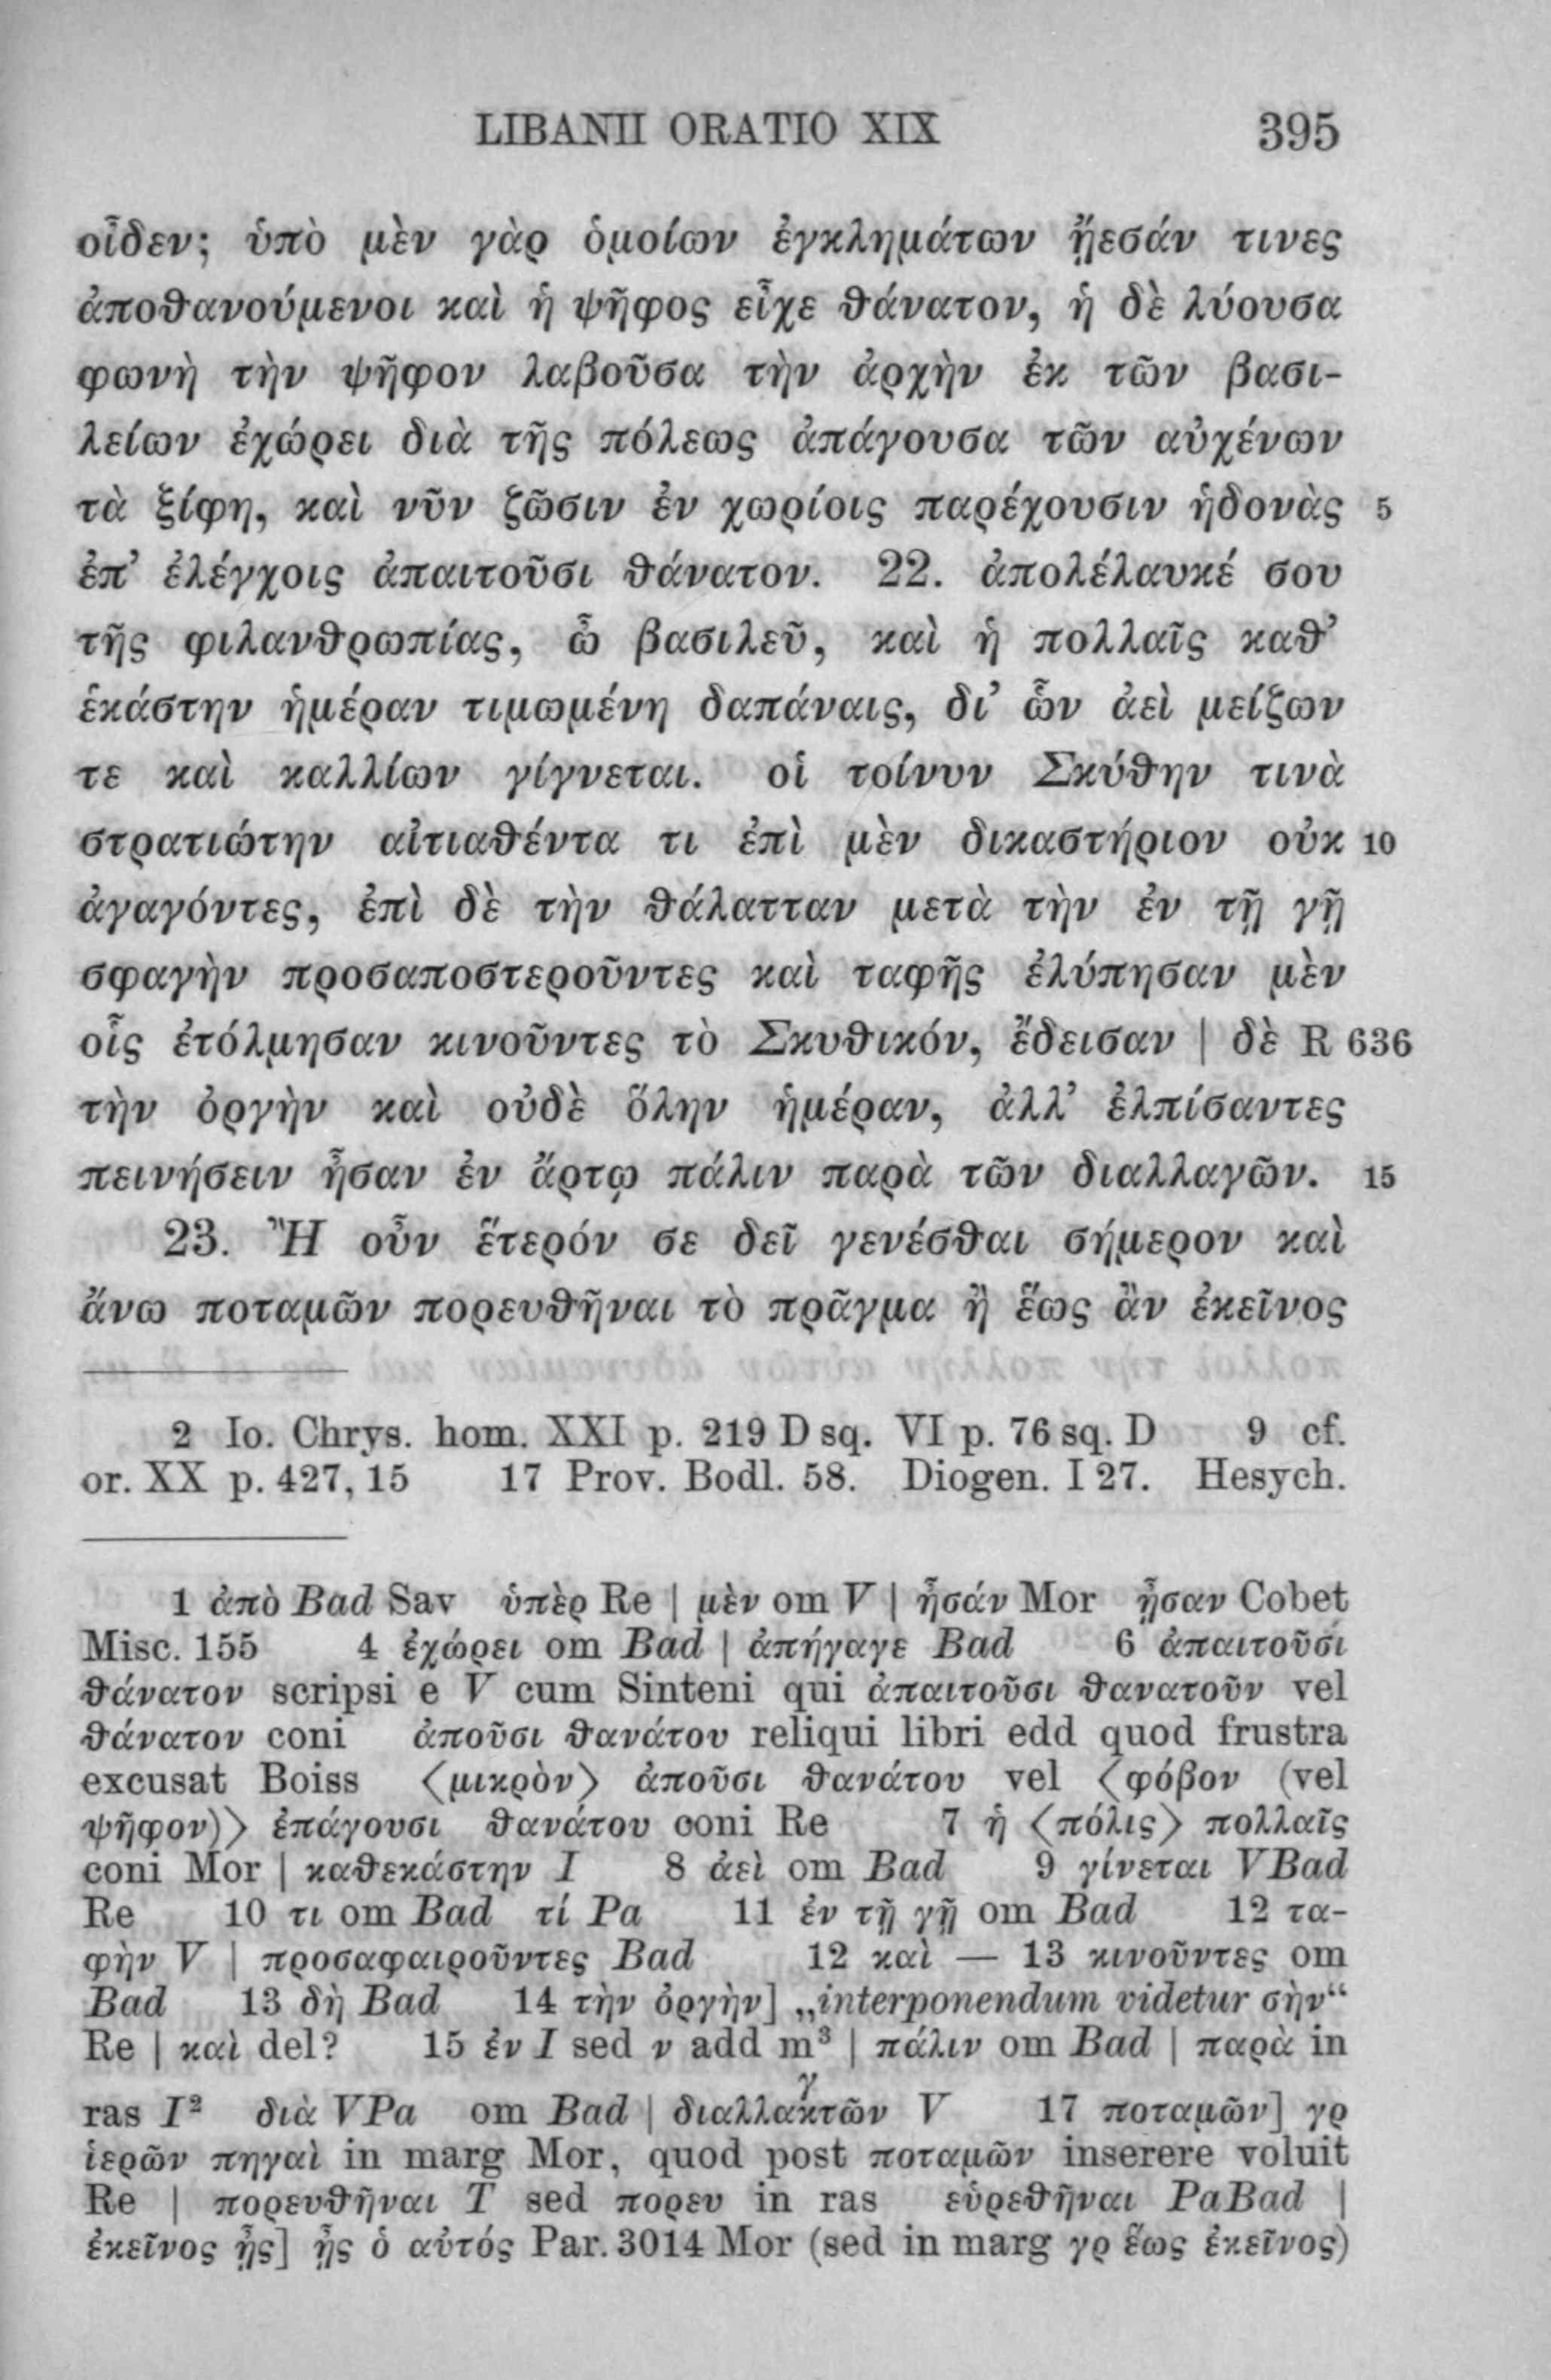 LIBANII ORATIO XIX 395
οἶδεν; ὑπὸ μὲν γὰρ ὁμοίων ἐγκλημάτων ᾔεσάν τινες
ἀποθανούμενοι καὶ ἡ ψῆφος εἶχε θάνατον, ἡ δὲ λύουσα
φωνὴ τὴν ψῆφον λαβοῦσα τὴν ἀρχὴν ἐκ τῶν βασι-
λείων ἐχώρει διὰ τῆς πόλεως ἀπάγουσα τῶν αὐχένων
τὰ ξίφη, καὶ νῦν ζῶσιν ἐν χωρίοις παρέχουσιν ἡδονὰς 5
ἐπ’ ἐλέγχοις ἀπαιτοῦσι θάνατον. 22. ἀπολέλαυκέ σου
τῆς φιλανθρωπίας, ὦ βασιλεῦ, καὶ ἡ πολλαῖς καθ’
ἑκάστην ἡμέραν τιμωμένη δαπάναις, δι’ ὧν ἀεὶ μείζων
τε καὶ καλλίων γίγνεται. οἱ τοίνυν Σκύθην τινὰ
στρατιώτην αἰτιαθέντα τι ἐπὶ μὲν δικαστήριον οὐκ 10
ἀγαγόντες, ἐπὶ δὲ τὴν θάλατταν μετὰ τὴν ἐν τῇ γῇ
σφαγὴν προσαποστεροῦντες καὶ ταφῆς ἐλύπησαν μὲν
οἷς ἐτόλμησαν κινοῦντες τὸ Σκυθικόν, ἔδεισαν | δὲ R 636
τὴν ὀργὴν καὶ οὐδὲ ὅλην ἡμέραν, ἀλλ’ ἐλπίσαντες
πεινήσειν ἦσαν ἐν ἄρτῳ πάλιν παρὰ τῶν διαλλαγῶν. 15
23. Ἢ οὖν ἕτερόν σε δεῖ γενέσθαι σήμερον καὶ
ἄνω ποταμῶν πορευθῆναι τὸ πρᾶγμα ἢ ἕως ἂν ἐκεῖνος
2 Io. Chrys. hom. XXI p. 219 D sq. VI p. 76 sq. D 9 cf.
or. XX p. 427, 15 17 Prov. Bodl. 58. Diogen. I 27. Hesych.
1 ἀπὸ Bad Sav ὑπὲρ Re | μὲν om V | ἦσάν Mor ᾖσαν Cobet
Misc. 155 4 ἐχώρει om Bad | ἀπήγαγε Bad 6 ἀπαιτοῦσι
θάνατον scripsi e V cum Sinteni qui ἀπαιτοῦσι θανατοῦν vel
θάνατον coni ἀποῦσι θανάτου reliqui libri edd quod frustra
excusat Boiss ⟨μικρὸν⟩ ἀποῦσι θανάτου vel ⟨φόβον (vel
ψῆφον)⟩ ἐπάγουσι θανάτου coni Re 7 ἡ ⟨πόλις⟩ πολλαῖς
coni Mor | καθεκάστην I 8 ἀεὶ om Bad 9 γίνεται V Bad
Re 10 τι om Bad τί Pa 11 ἐν τῇ γῇ om Bad 12 τα-
φὴν V | προσαφαιροῦντες Bad 12 καὶ — 13 κινοῦντες om
Bad 13 δὴ Bad 14 τὴν ὀργὴν] „interponendum videtur σὴν“
Re | καὶ del? 15 ἐν I sed ν add m³ | πάλιν om Bad | παρὰ in
ras I² διὰ VPa om Bad | διαλλακγτῶν V 17 ποταμῶν] γρ
ἱερῶν πηγαὶ in marg Mor, quod post ποταμῶν inserere voluit
Re | πορευθῆναι T sed πορευ in ras εὑρεθῆναι PaBad |
ἐκεῖνος ᾖς] ᾖς ὁ αὐτός Par. 3014 Mor (sed in marg γρ ἕως ἐκεῖνος)